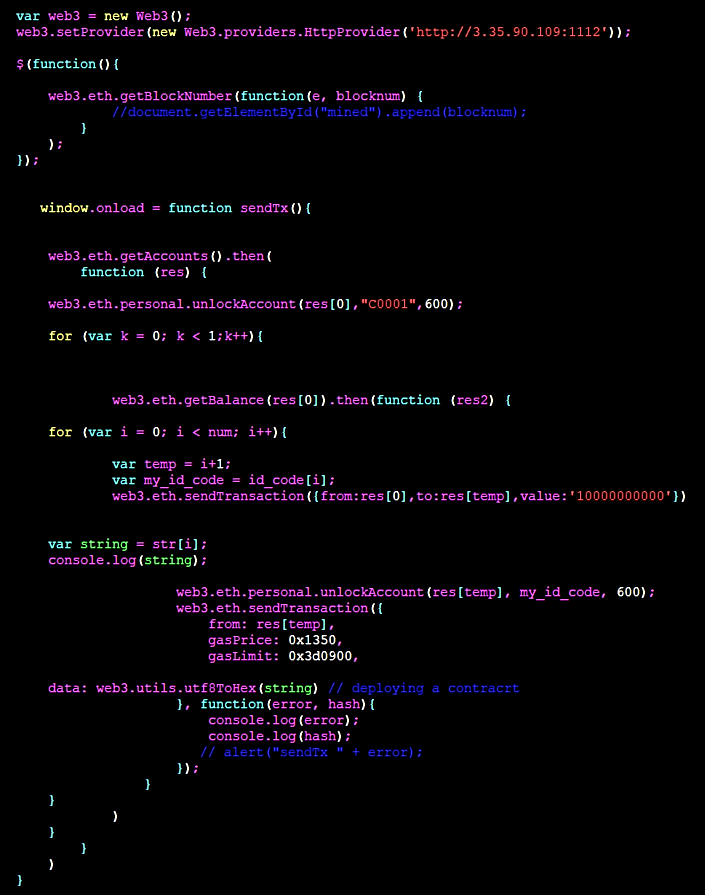 var web3 = new Web3();
web3.setProvider(new Web3.providers.HttpProvider('http://3.35.90.109:1112'));
$(function(){
web3.eth.getBlockNumber(function(e, blocknum) {
//document.getElementById("mined").append(blocknum);
}
);
});
window.onload = function sendTx(){
web3.eth.getAccounts().then(
function (res) {
web3.eth.personal.unlockAccount(res[0],"C0001",600);
for (var k = 0; k < 1;k++){
web3.eth.getBalance(res[0]).then(function (res2) {
for (var i = 0; i < num; i++){
var temp = i+1;
var my_id_code = id_code[i];
web3.eth.sendTransaction({from:res[0],to:res[temp],value:'10000000000'})
var string = str[i];
console.log(string);
web3.eth.personal.unlockAccount(res[temp], my_id_code, 600);
web3.eth.sendTransaction({
from: res[temp],
gasPrice: 0x1350,
gasLimit: 0x3d0900,
data: web3.utils.utf8ToHex(string) // deploying a contracrt
}, function(error, hash){
console.log(error);
console.log(hash);
// alert("sendTx " + error);
});
}
}
)
}
}
)
}